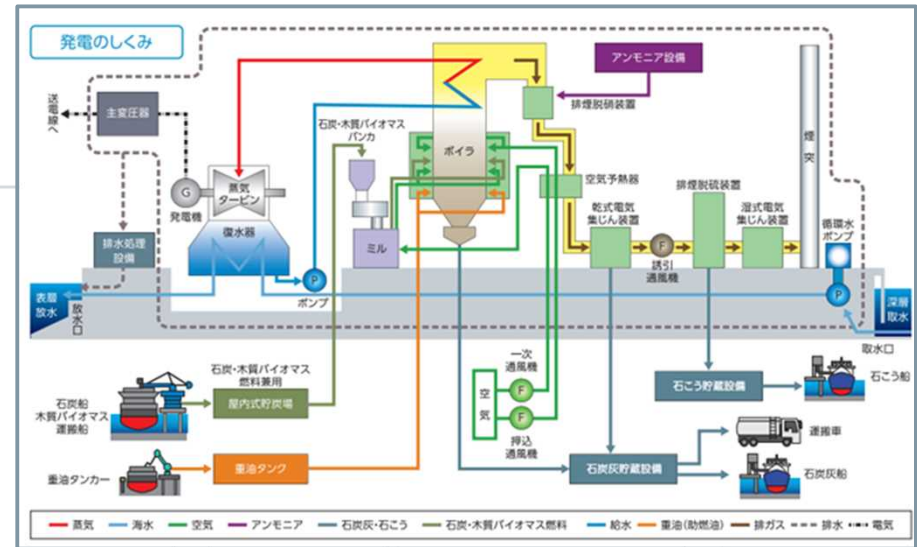 発電のしくみ
送電線へ
主変圧器
G
発電機
蒸気
タービン
復水器
P
ポンプ
排水処理
設備
表層
放水
放水口
石炭・木質バイオマス
バンカ
ミル
ボイラ
アンモニア設備
排煙脱硝装置
空気予熱器
乾式電気
集じん装置
F
誘引
通風機
排煙脱硫装置
湿式電気
集じん装置
煙突
循環水
ポンプ
P
深層
取水
取水口
石炭船
木質バイオマス
運搬船
石炭・木質バイオマス
燃料兼用
屋内式貯炭場
重油タンカー
重油タンク
空気
一次
通風機
F
F
押込
通風機
石こう貯蔵設備
石こう船
石炭灰貯蔵設備
運搬車
石炭灰船
蒸気 海水 空気 アンモニア 石炭灰・石こう 石炭・木質バイオマス燃料 給水 重油(助燃油) 排ガス 排水 電気